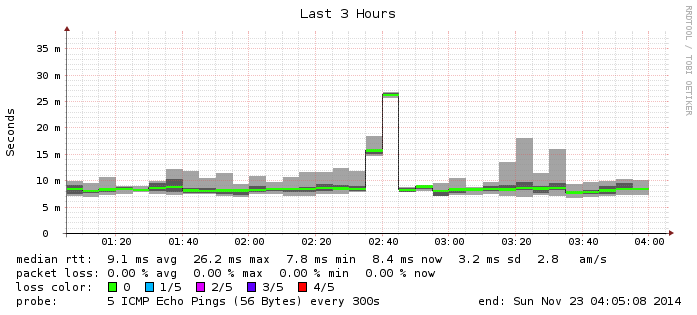 Last 3 Hours
RRDTOOL / TOBI OETIKER
Seconds
35 m
30 m
25 m
20 m
15 m
10 m
5 m
0
01:20 01:40 02:00 02:20 02:40 03:00 03:20 03:40 04:00
median rtt: 9.1 ms avg 26.2 ms max 7.8 ms min 8.4 ms now 3.2 ms sd 2.8 am/s
packet loss: 0.00 % avg 0.00 % max 0.00 % min 0.00 % now
loss color: 0 1/5 2/5 3/5 4/5
probe: 5 ICMP Echo Pings (56 Bytes) every 300s end: Sun Nov 23 04:05:08 2014